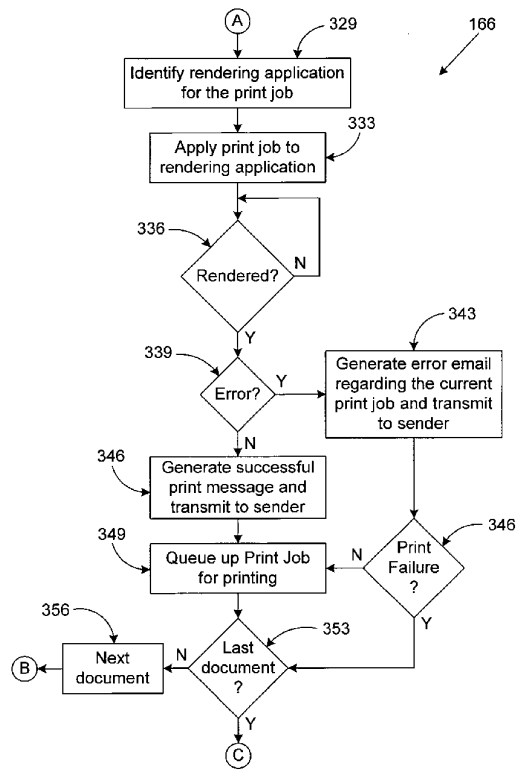 A
329
166
Identify rendering application
for the print job
333
Apply print job to
rendering application
336
N
Rendered?
Y
343
339
Error?
Y
Generate error email
regarding the current
print job and transmit
to sender
N
346
Generate successful
print message and
transmit to sender
349
Queue up Print Job
for printing
N
Print
Failure
?
346
Y
356
353
Last
document
?
N
Next
document
B
Y
C